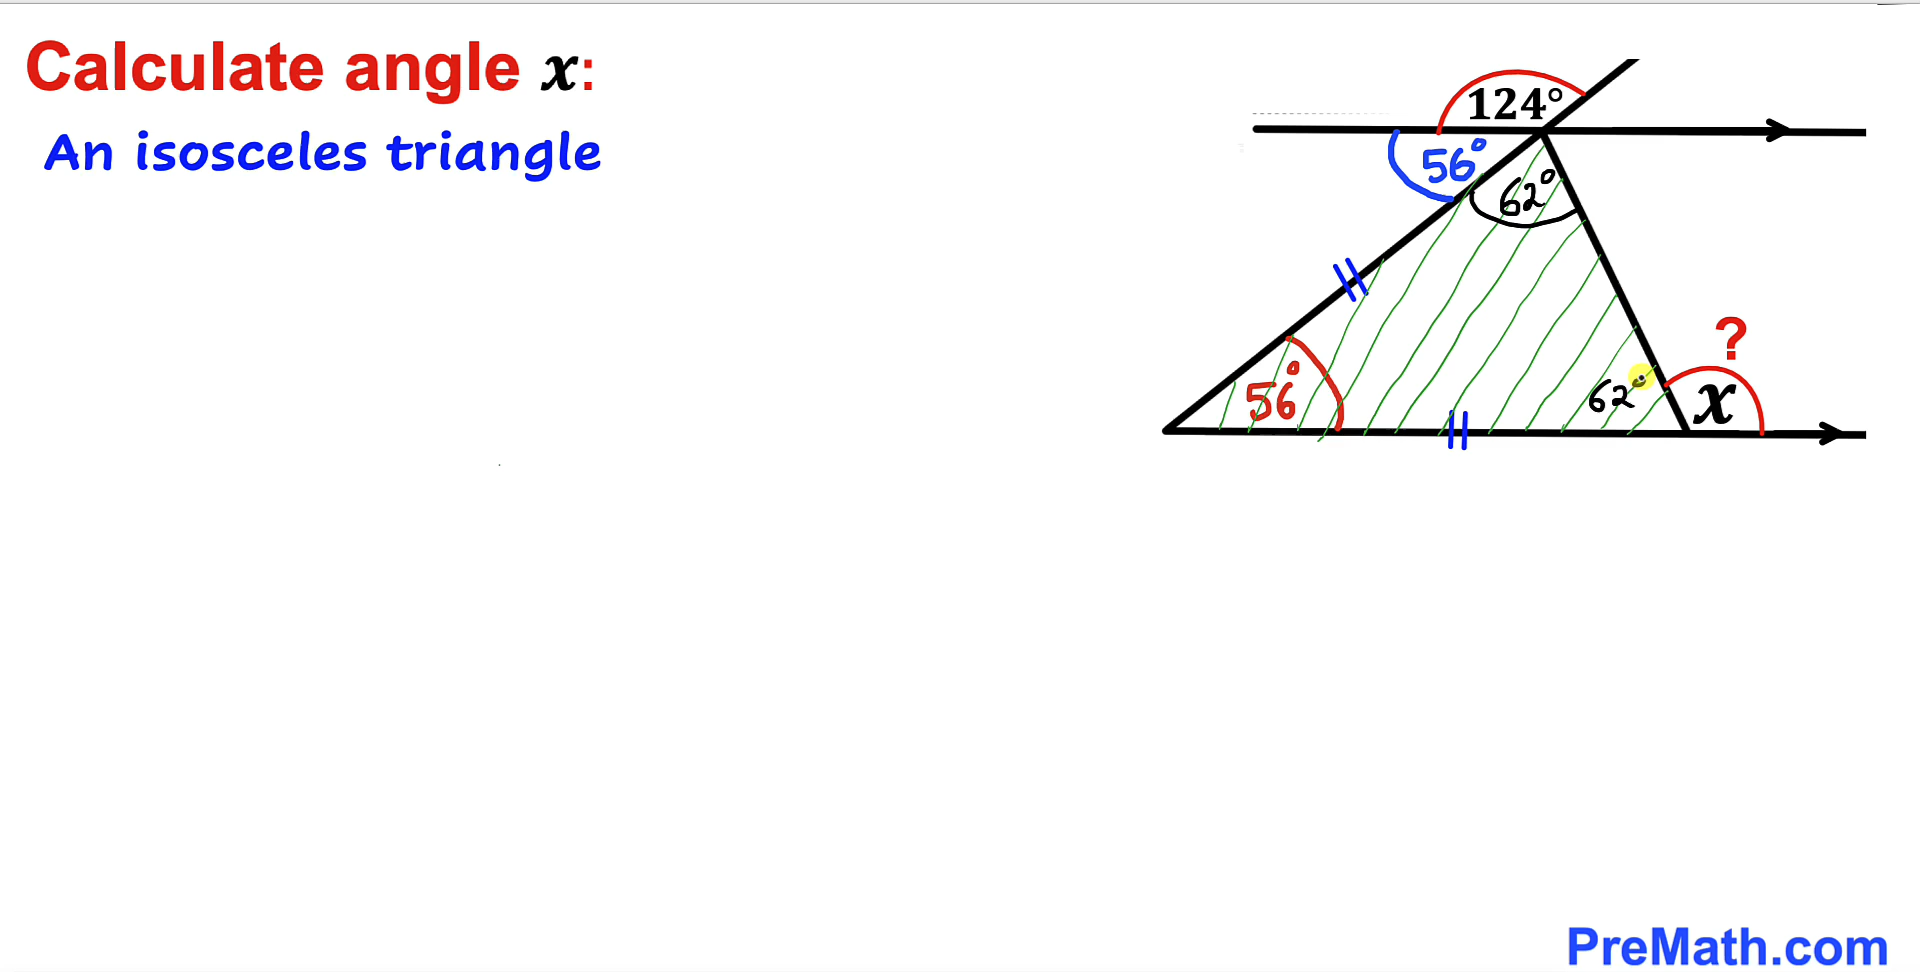 Calculate angle x:
An isosceles triangle
124°
56°
62°
?
56°
62°
x
PreMath.com